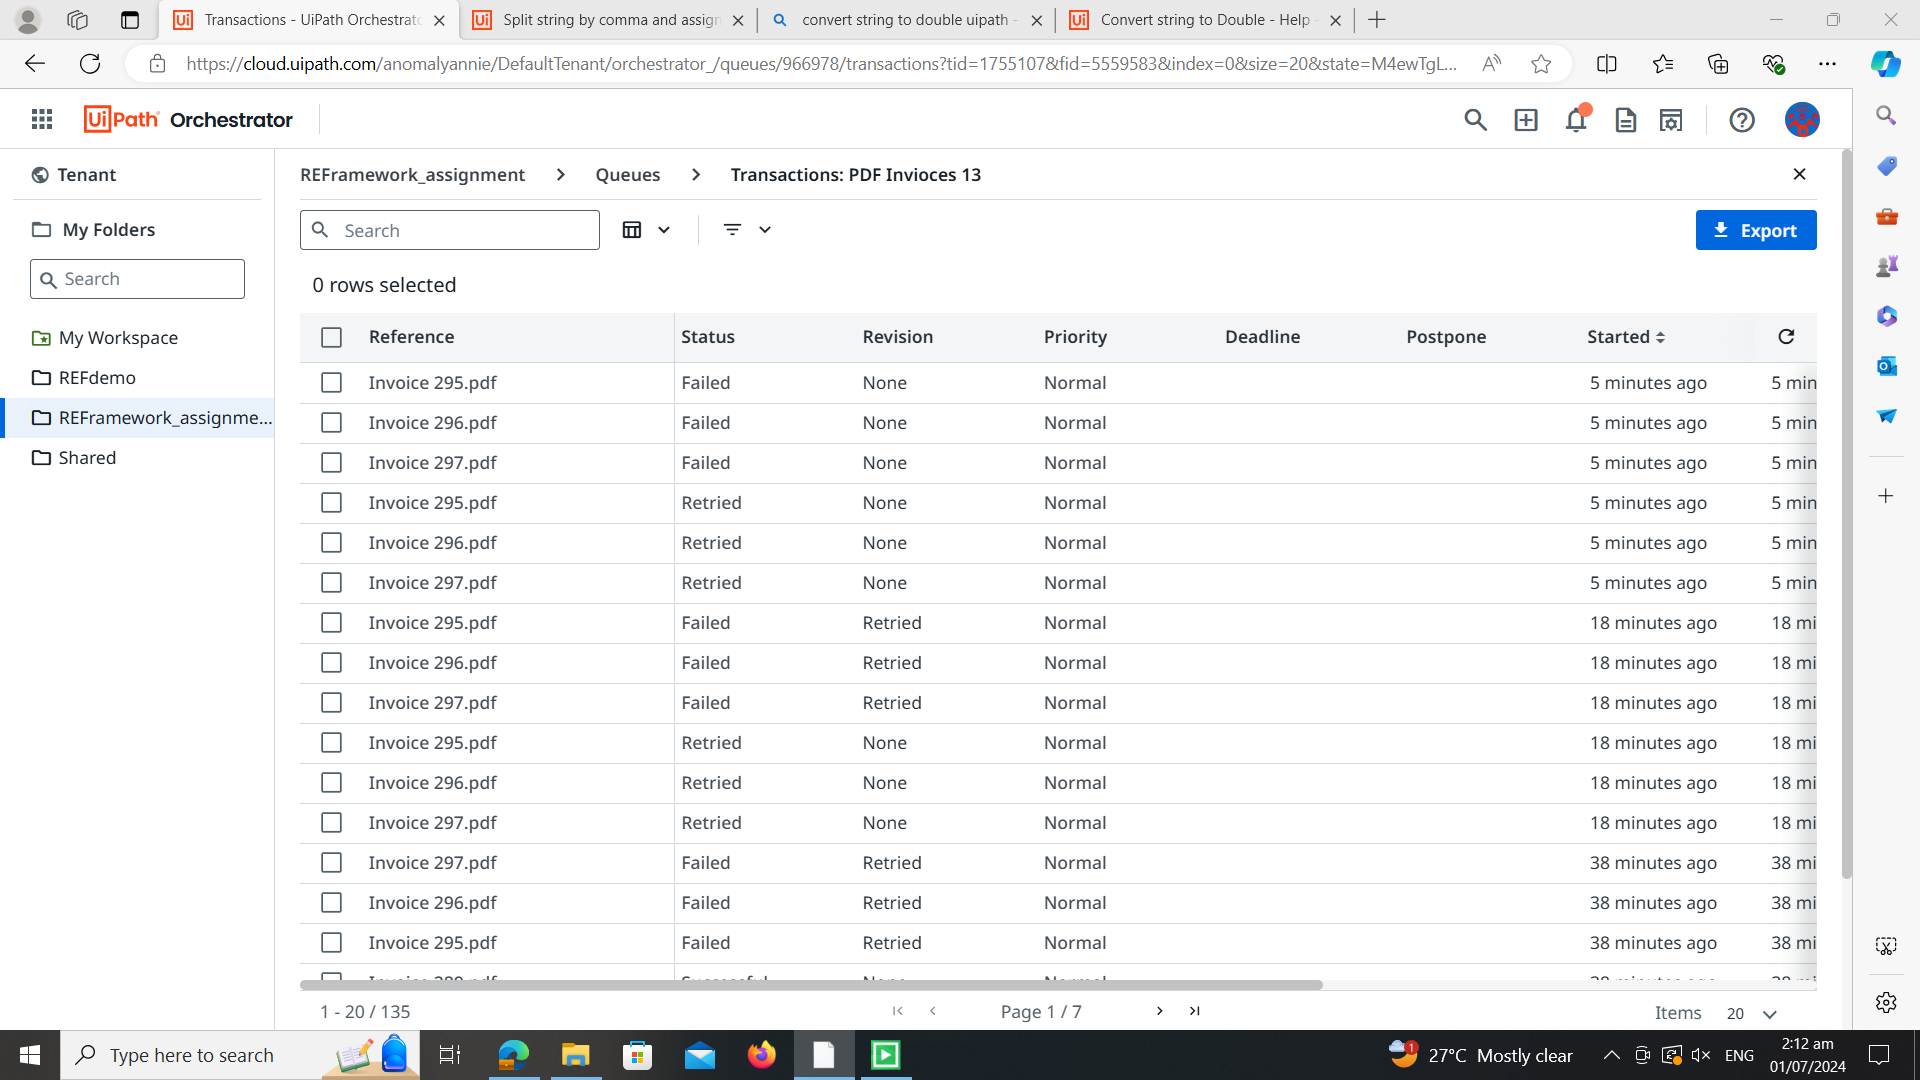 Transactions - UiPath Orchestrato
Split string by comma and assign
convert string to double uipath -
Convert string to Double - Help -
https://cloud.uipath.com/anomalyannie/DefaultTenant/orchestrator_/queues/966978/transactions?tid=1755107&fid=5559583&index=0&size=20&state=M4ewTgL...
UiPath Orchestrator
Tenant
My Folders
Search
My Workspace
REFdemo
REFramework_assignme...
Shared
REFramework_assignment > Queues > Transactions: PDF Invioces 13
Search
Export
0 rows selected
Reference Status Revision Priority Deadline Postpone Started
Invoice 295.pdf Failed None Normal 5 minutes ago 5 min
Invoice 296.pdf Failed None Normal 5 minutes ago 5 min
Invoice 297.pdf Failed None Normal 5 minutes ago 5 min
Invoice 295.pdf Retried None Normal 5 minutes ago 5 min
Invoice 296.pdf Retried None Normal 5 minutes ago 5 min
Invoice 297.pdf Retried None Normal 5 minutes ago 5 min
Invoice 295.pdf Failed Retried Normal 18 minutes ago 18 mi
Invoice 296.pdf Failed Retried Normal 18 minutes ago 18 mi
Invoice 297.pdf Failed Retried Normal 18 minutes ago 18 mi
Invoice 295.pdf Retried None Normal 18 minutes ago 18 mi
Invoice 296.pdf Retried None Normal 18 minutes ago 18 mi
Invoice 297.pdf Retried None Normal 18 minutes ago 18 mi
Invoice 297.pdf Failed Retried Normal 38 minutes ago 38 mi
Invoice 296.pdf Failed Retried Normal 38 minutes ago 38 mi
Invoice 295.pdf Failed Retried Normal 38 minutes ago 38 mi
1 - 20 / 135
Page 1 / 7
Items 20
Type here to search
1
27°C Mostly clear
ENG
2:12 am
01/07/2024